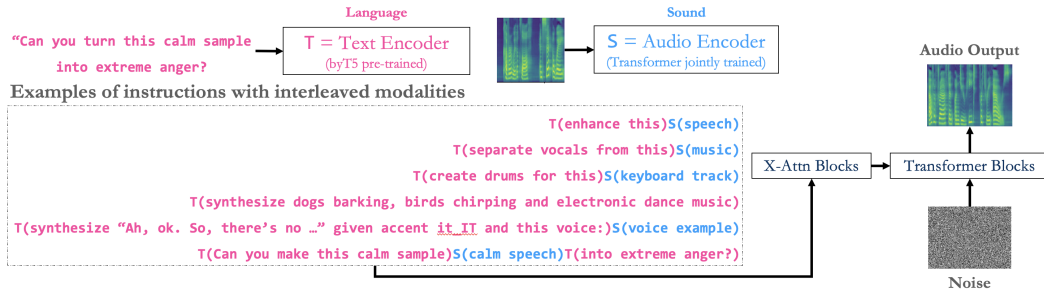 Language
Sound
“Can you turn this calm sample
into extreme anger?
T = Text Encoder
(byT5 pre-trained)
S = Audio Encoder
(Transformer jointly trained)
Audio Output
Examples of instructions with interleaved modalities
T(enhance this)S(speech)
T(separate vocals from this)S(music)
T(create drums for this)S(keyboard track)
T(synthesize dogs barking, birds chirping and electronic dance music)
T(synthesize “Ah, ok. So, there’s no …” given accent it_IT and this voice:)S(voice example)
T(Can you make this calm sample)S(calm speech)T(into extreme anger?)
X-Attn Blocks
Transformer Blocks
Noise